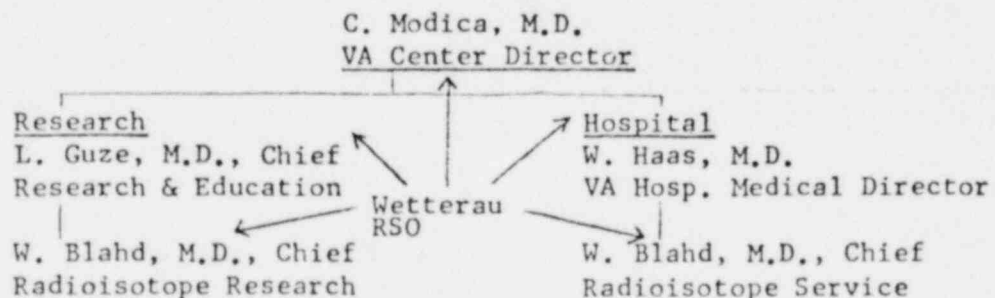 C. Modica, M.D.
VA Center Director
Research
L. Guze, M.D., Chief
Research & Education
Hospital
W. Haas, M.D.
VA Hosp. Medical Director
Wetterau
RSO
W. Blahd, M.D., Chief
Radioisotope Research
W. Blahd, M.D., Chief
Radioisotope Service